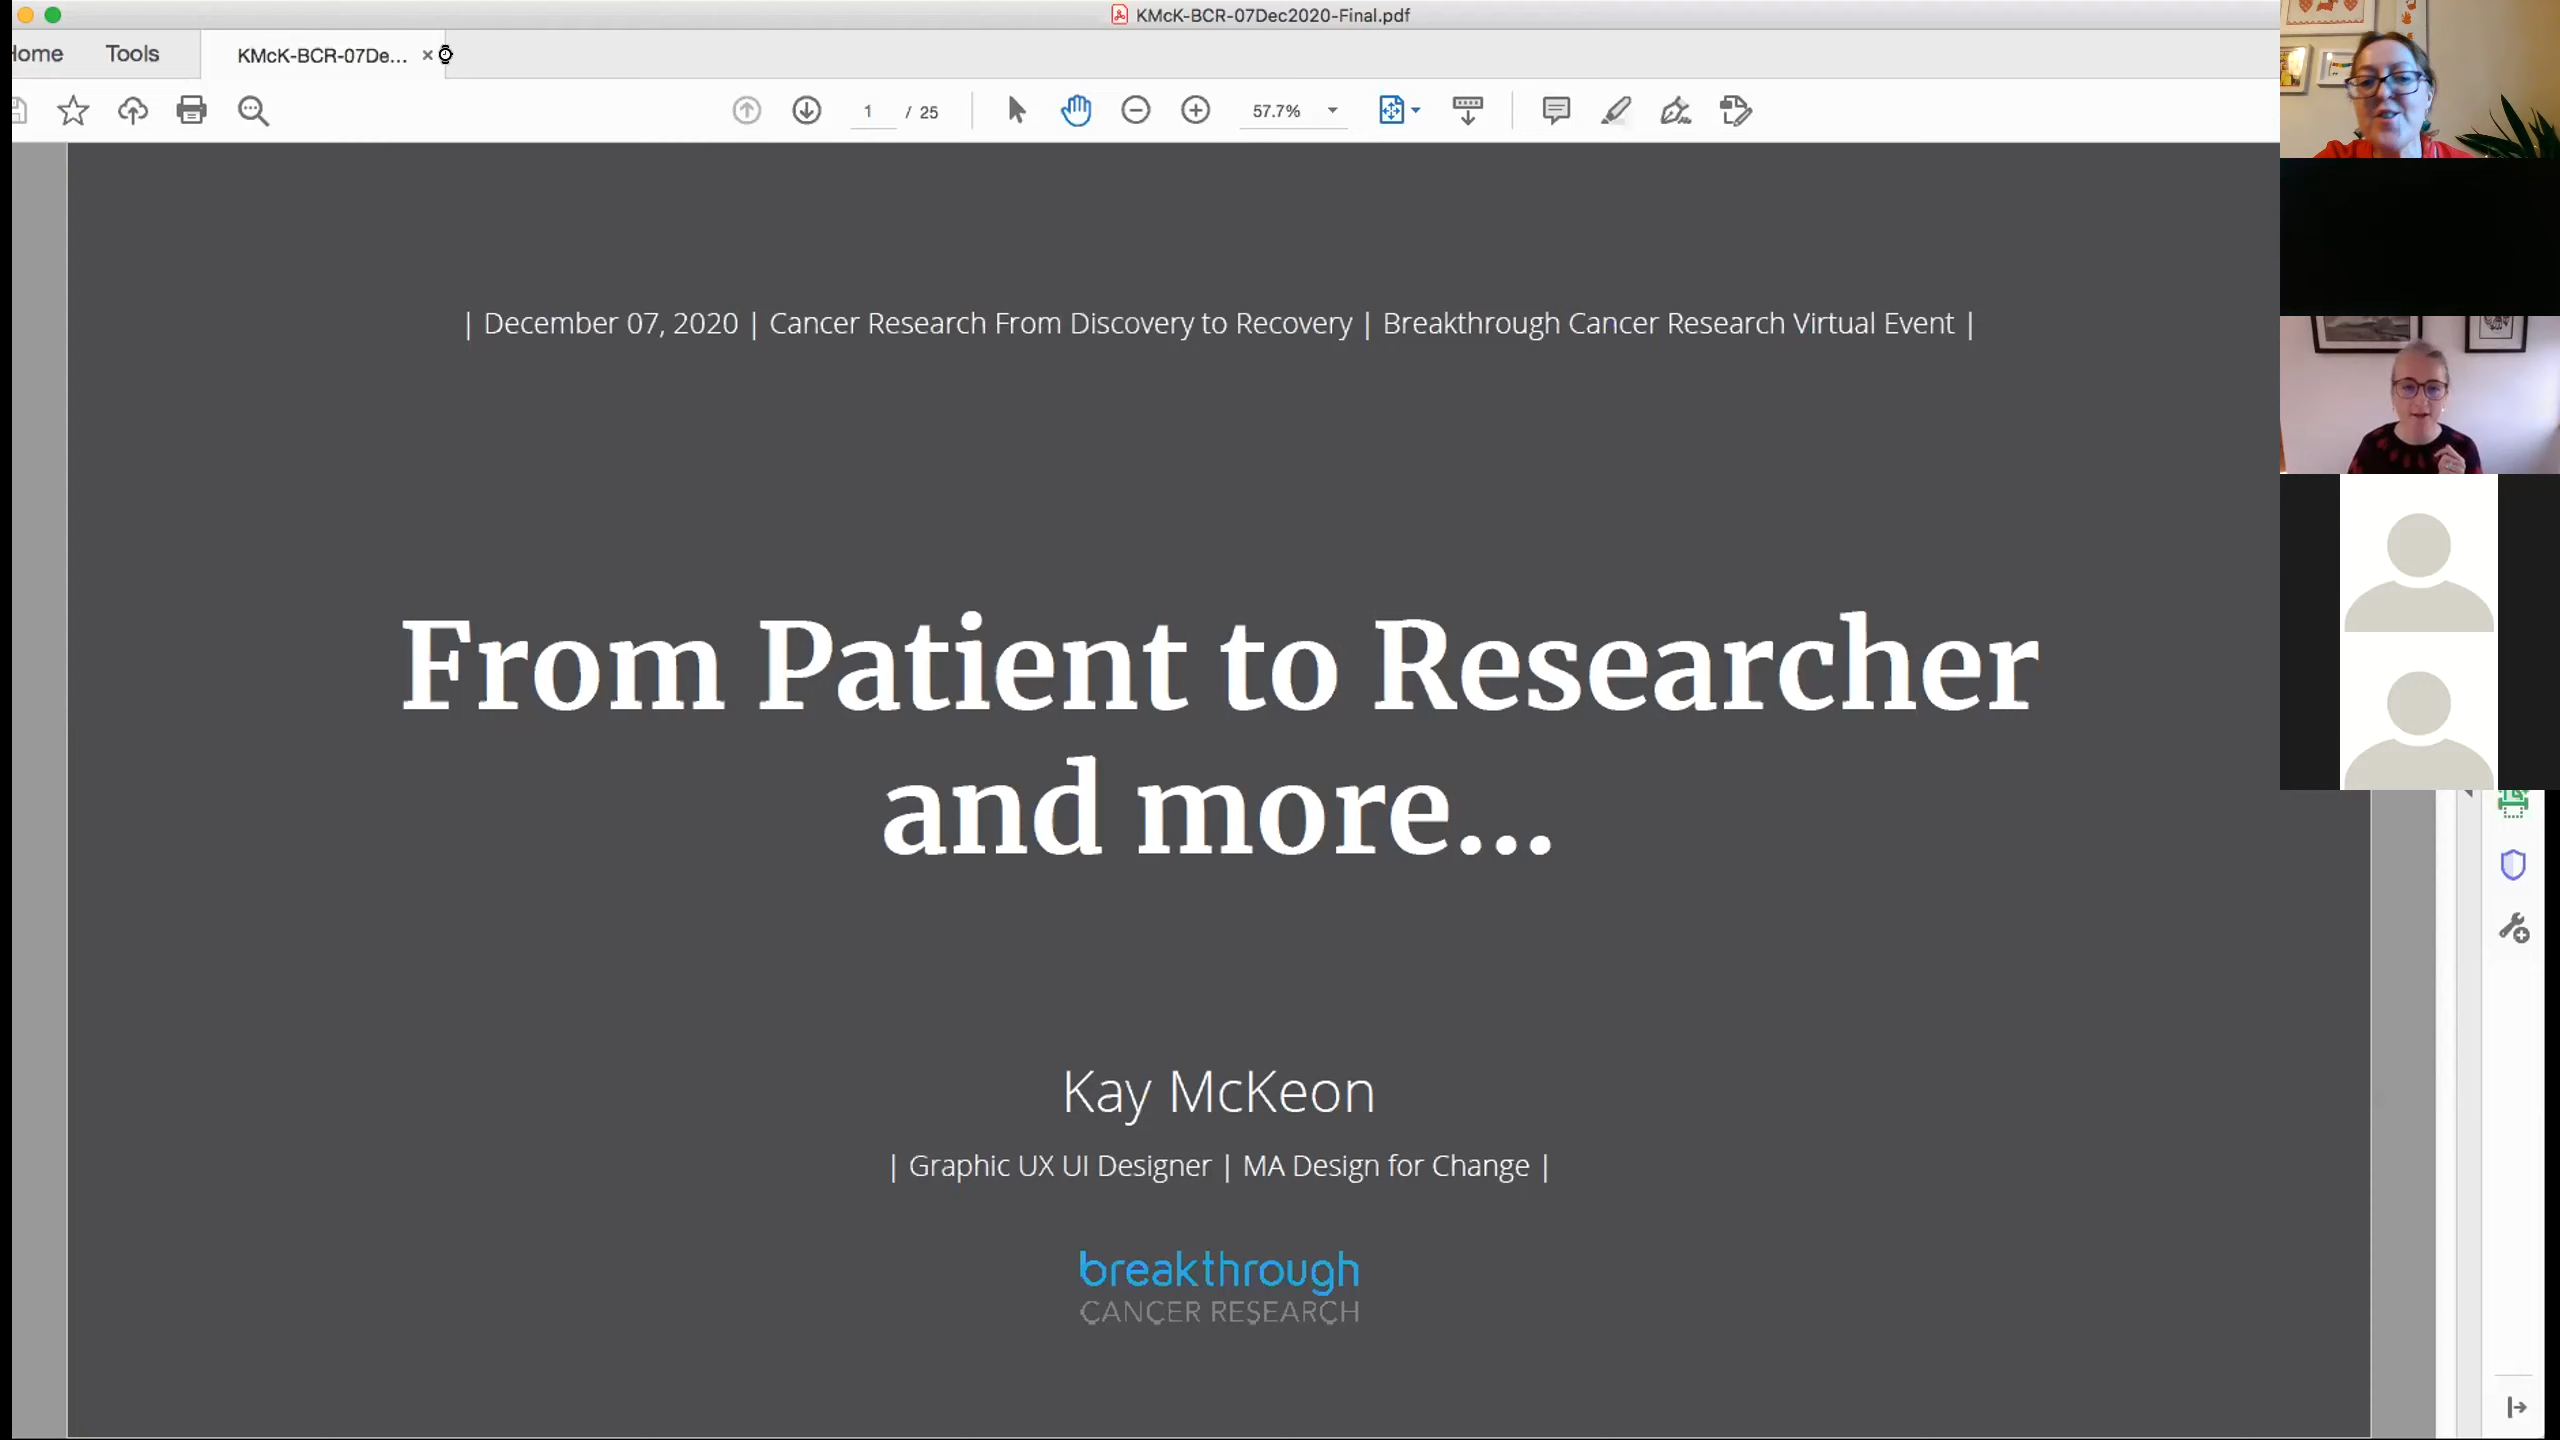 KMcK-BCR-07Dec2020-Final.pdf
Home Tools KMcK-BCR-07De... ×
1 / 25 57.7%
| December 07, 2020 | Cancer Research From Discovery to Recovery | Breakthrough Cancer Research Virtual Event |
From Patient to Researcher
and more...
Kay McKeon
| Graphic UX UI Designer | MA Design for Change |
breakthrough
CANCER RESEARCH